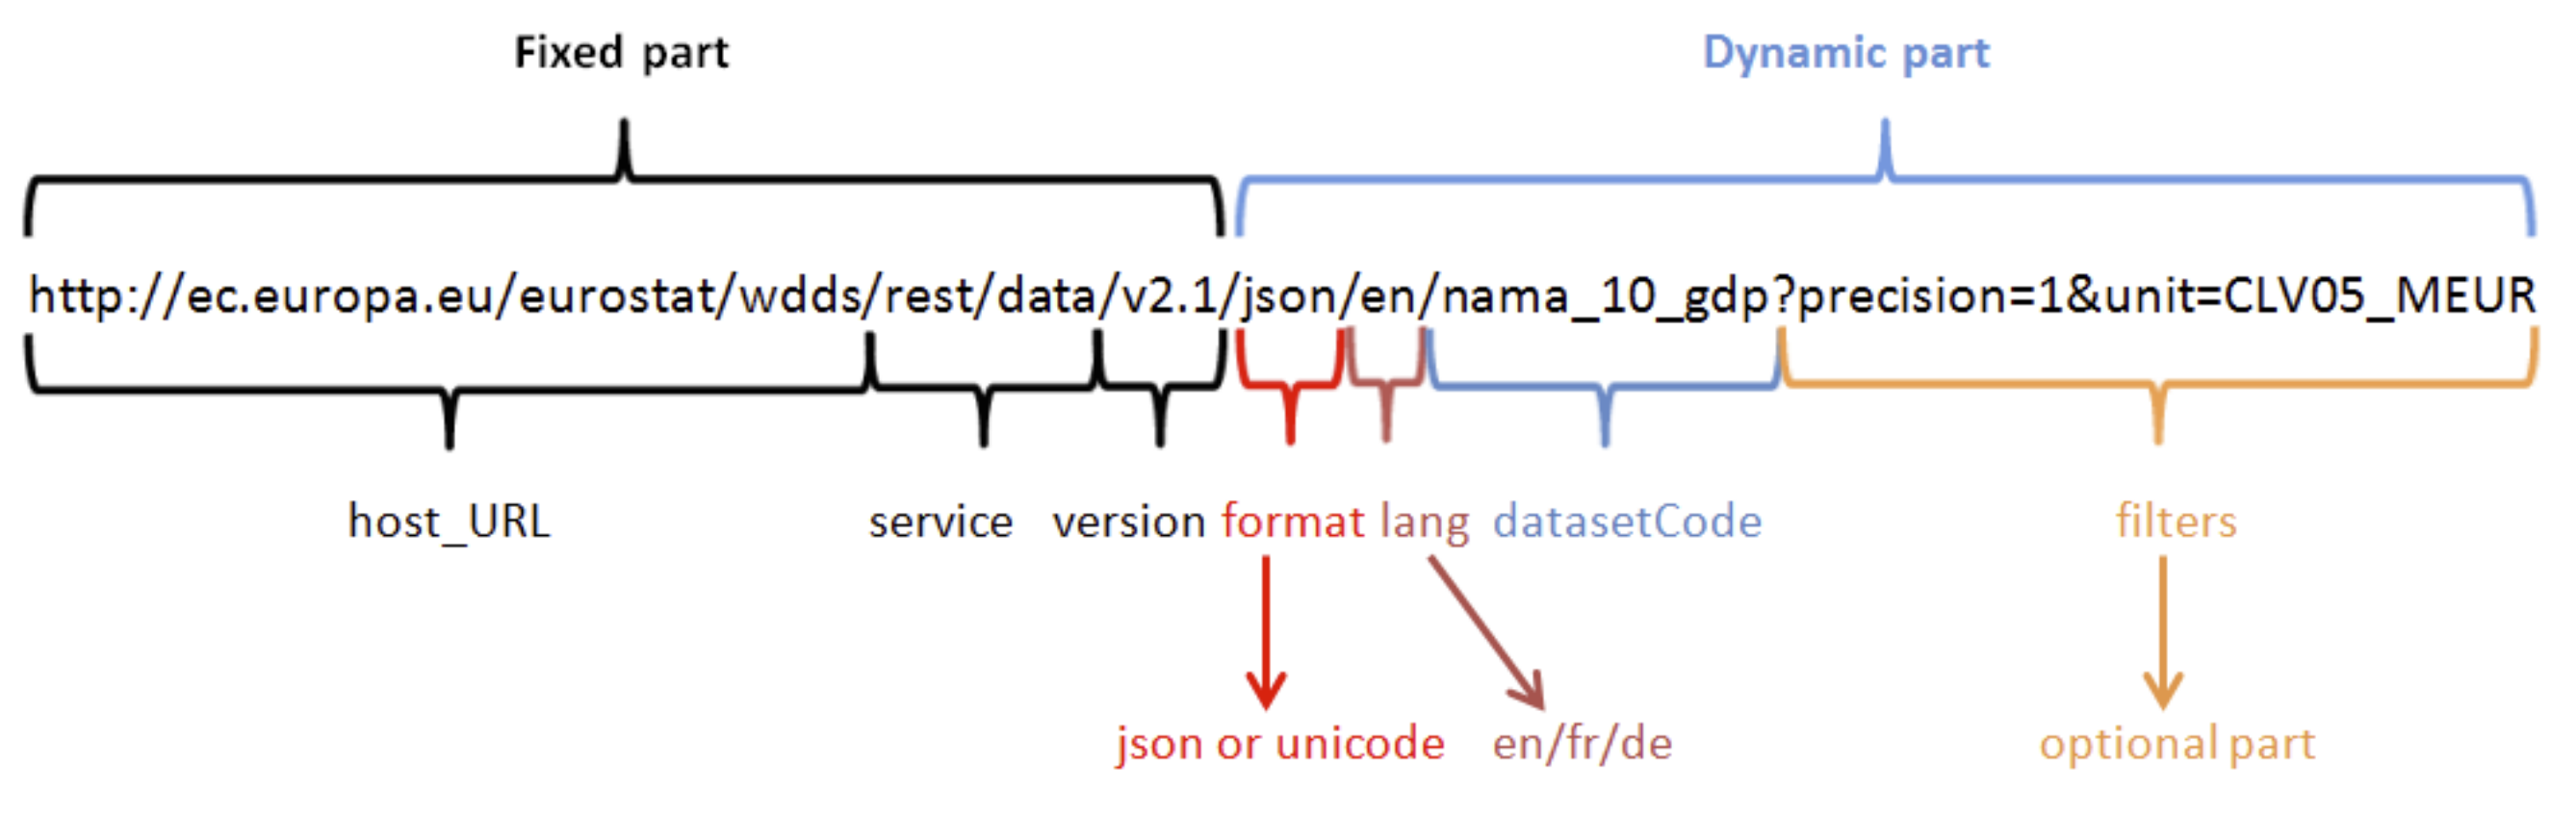 Fixed part Dynamic part
http://ec.europa.eu/eurostat/wdds/rest/data/v2.1/json/en/nama_10_gdp?precision=1&unit=CLV05_MEUR
host_URL service version format lang datasetCode filters
json or unicode en/fr/de optional part